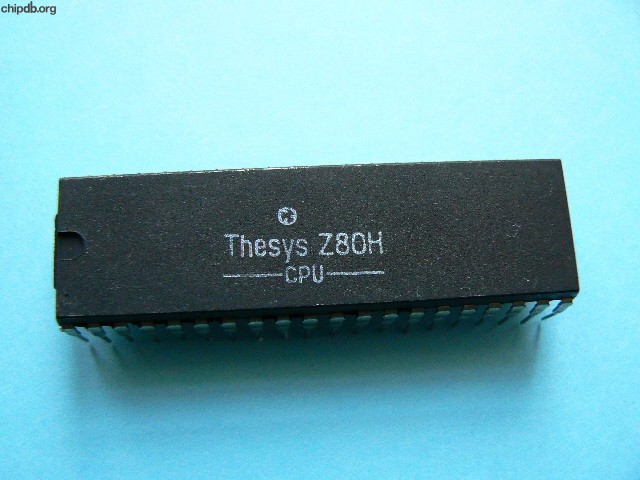 chipdb.org
Thesys Z80H
CPU